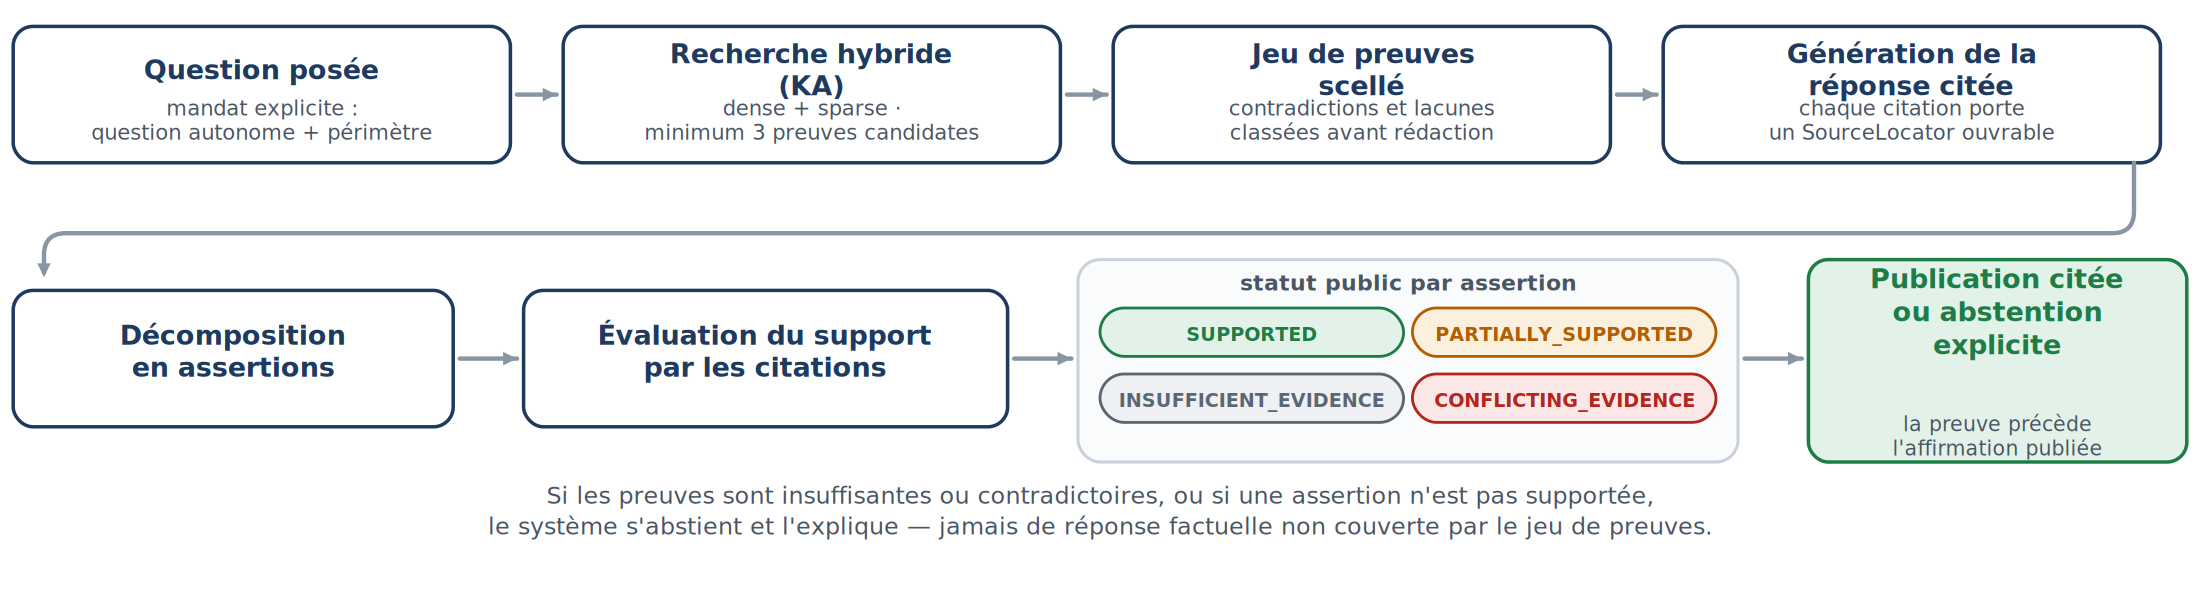 Question posée
mandat explicite :
question autonome + périmètre
Recherche hybride
(KA)
dense + sparse ·
minimum 3 preuves candidates
Jeu de preuves
scellé
contradictions et lacunes
classées avant rédaction
Génération de la
réponse citée
chaque citation porte
un SourceLocator ouvrable
Décomposition
en assertions
Évaluation du support
par les citations
statut public par assertion
SUPPORTED
PARTIALLY_SUPPORTED
INSUFFICIENT_EVIDENCE
CONFLICTING_EVIDENCE
Publication citée
ou abstention
explicite
la preuve précède
l'affirmation publiée
Si les preuves sont insuffisantes ou contradictoires, ou si une assertion n'est pas supportée,
le système s'abstient et l'explique — jamais de réponse factuelle non couverte par le jeu de preuves.